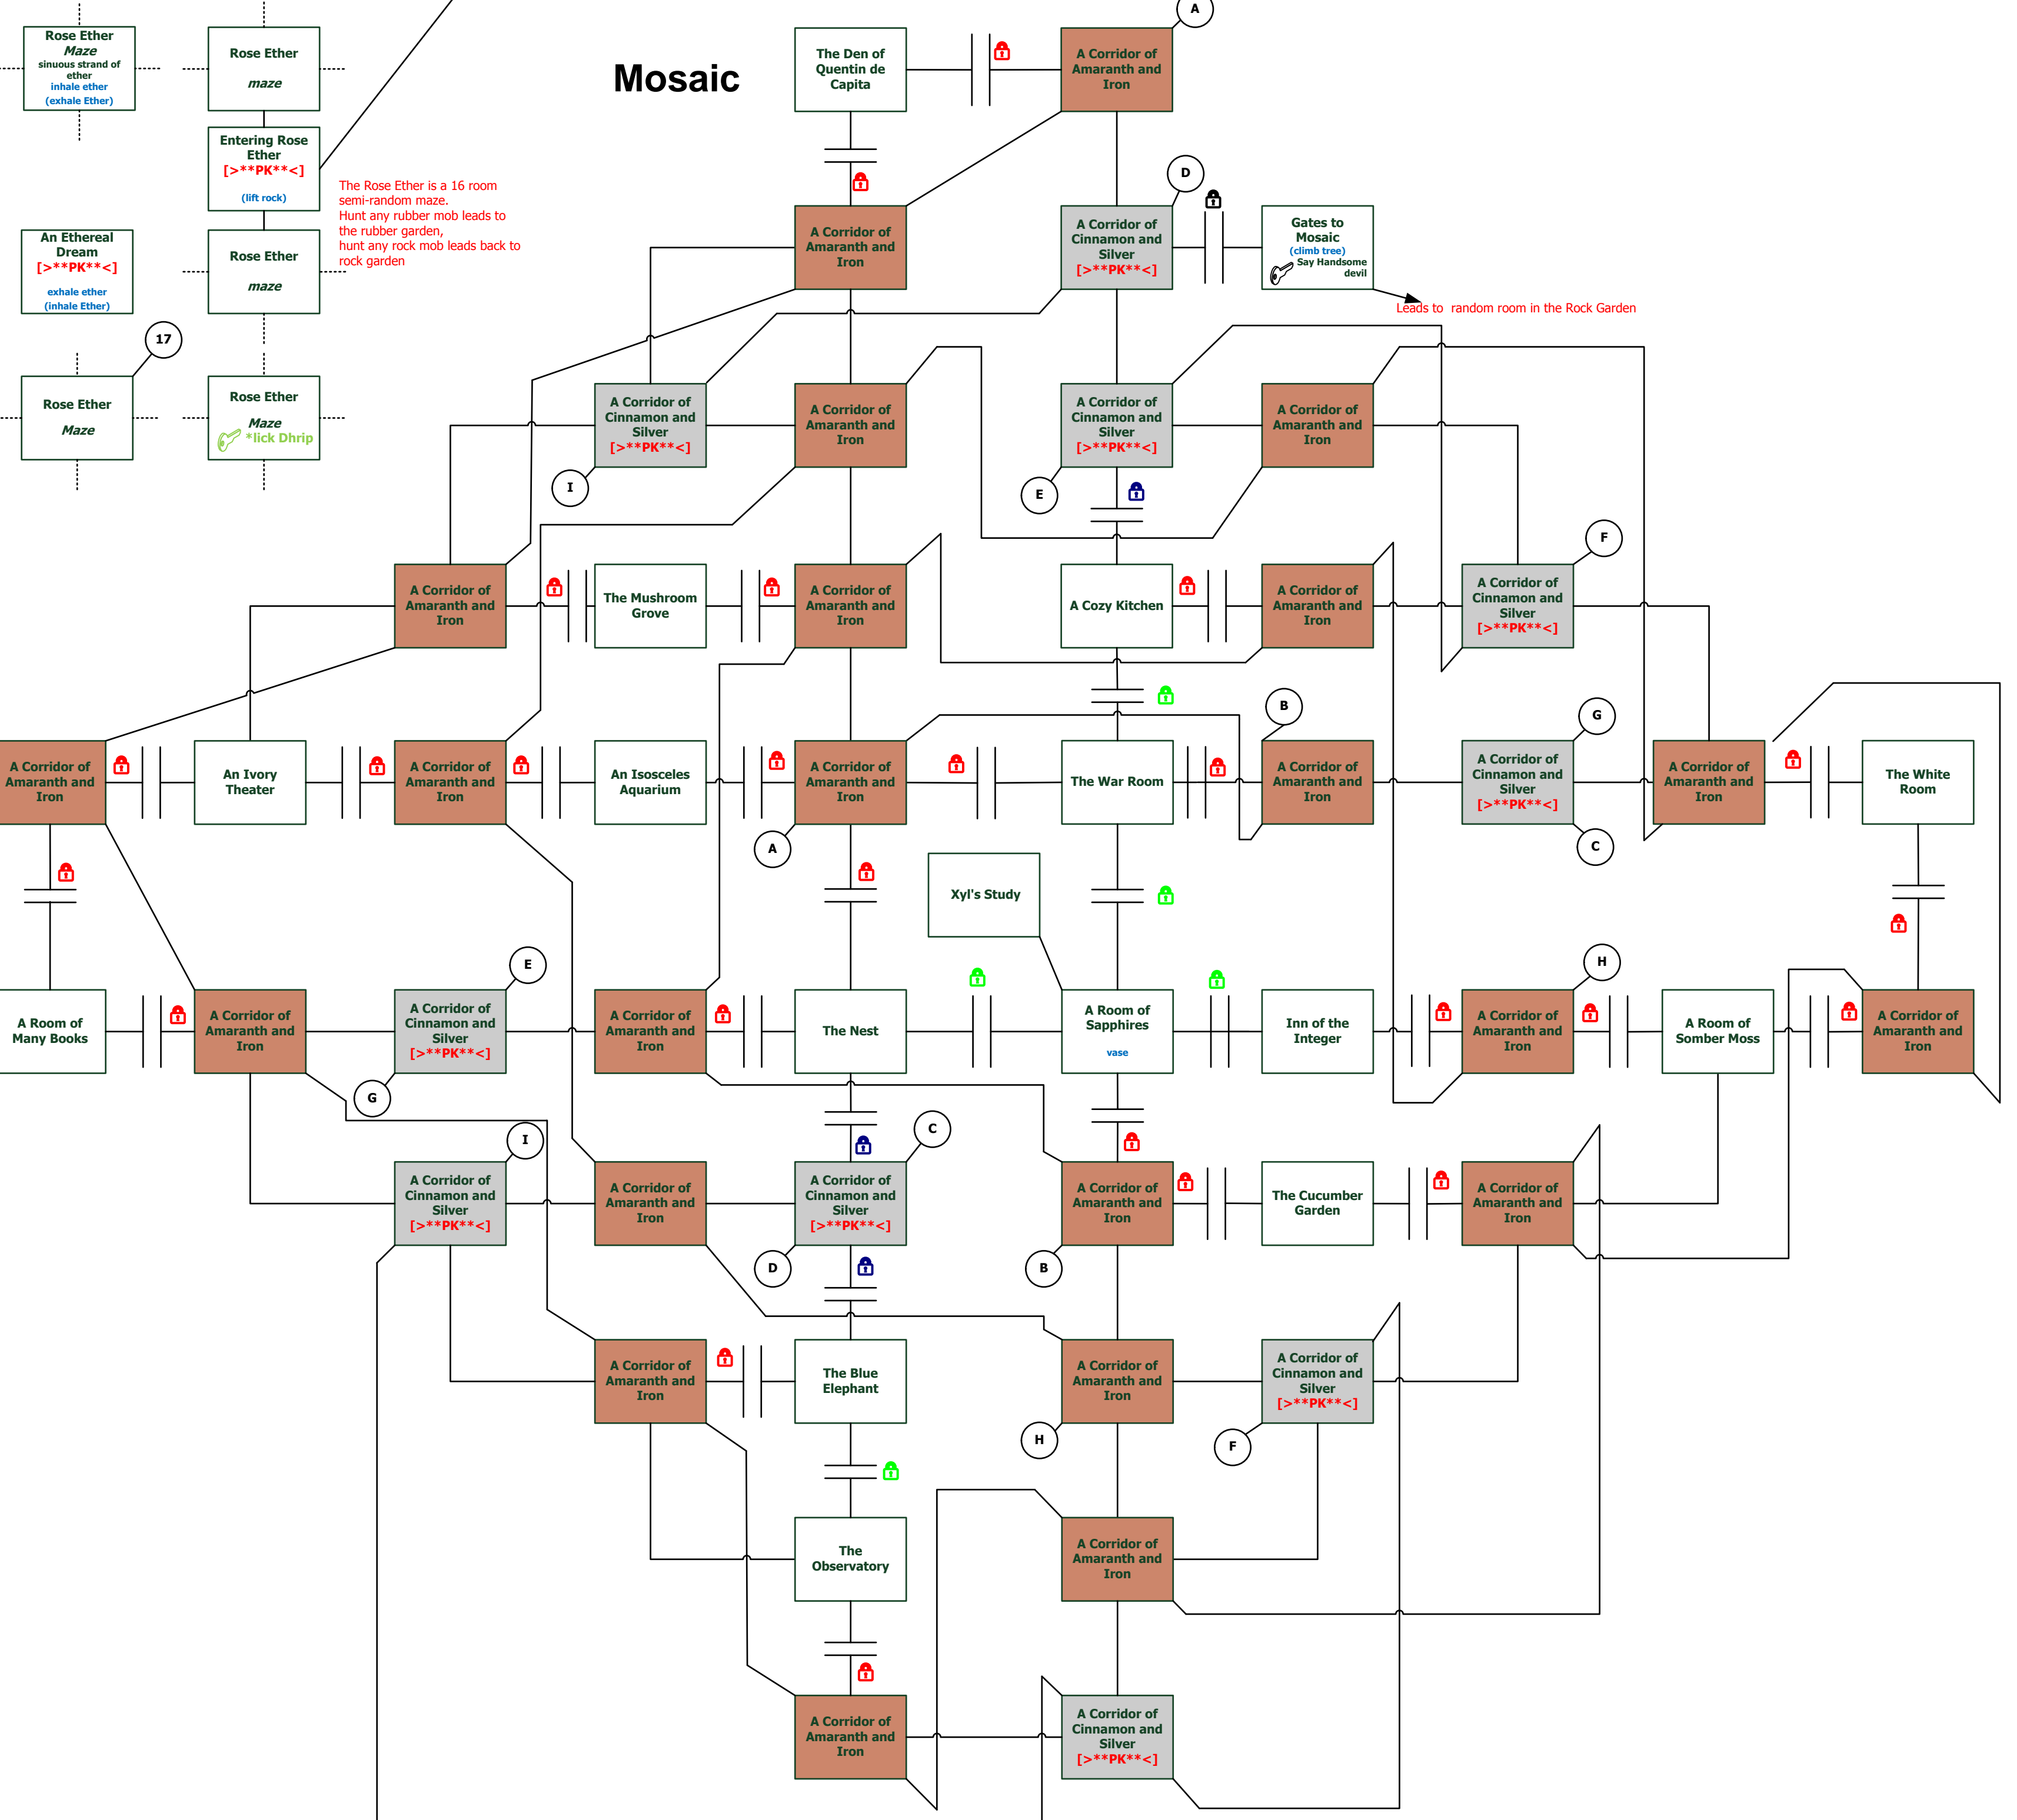 Mosaic
Rose Ether
Maze
sinuous strand of
ether
inhale ether
(exhale Ether)
Rose Ether
maze
Entering Rose
Ether
[>**PK**<]
(lift rock)
The Rose Ether is a 16 room
semi-random maze.
Hunt any rubber mob leads to
the rubber garden,
hunt any rock mob leads back to
rock garden
An Ethereal
Dream
[>**PK**<]
exhale ether
(inhale Ether)
Rose Ether
maze
17
Rose Ether
Maze
Rose Ether
Maze
*lick Dhrip
The Den of
Quentin de
Capita
A Corridor of
Amaranth and
Iron
A
A Corridor of
Amaranth and
Iron
A Corridor of
Cinnamon and
Silver
[>**PK**<]
D
Gates to
Mosaic
(climb tree)
Say Handsome
devil
Leads to  random room in the Rock Garden
A Corridor of
Cinnamon and
Silver
[>**PK**<]
I
A Corridor of
Amaranth and
Iron
A Corridor of
Cinnamon and
Silver
[>**PK**<]
E
A Corridor of
Amaranth and
Iron
A Corridor of
Amaranth and
Iron
The Mushroom
Grove
A Corridor of
Amaranth and
Iron
A Cozy Kitchen
A Corridor of
Amaranth and
Iron
A Corridor of
Cinnamon and
Silver
[>**PK**<]
F
A Corridor of
Amaranth and
Iron
An Ivory
Theater
A Corridor of
Amaranth and
Iron
An Isosceles
Aquarium
A Corridor of
Amaranth and
Iron
A
The War Room
A Corridor of
Amaranth and
Iron
B
A Corridor of
Cinnamon and
Silver
[>**PK**<]
G
C
A Corridor of
Amaranth and
Iron
The White
Room
Xyl's Study
A Room of
Many Books
A Corridor of
Amaranth and
Iron
A Corridor of
Cinnamon and
Silver
[>**PK**<]
E
G
A Corridor of
Amaranth and
Iron
The Nest
A Room of
Sapphires
vase
Inn of the
Integer
A Corridor of
Amaranth and
Iron
H
A Room of
Somber Moss
A Corridor of
Amaranth and
Iron
A Corridor of
Cinnamon and
Silver
[>**PK**<]
I
A Corridor of
Amaranth and
Iron
A Corridor of
Cinnamon and
Silver
[>**PK**<]
C
D
A Corridor of
Amaranth and
Iron
B
The Cucumber
Garden
A Corridor of
Amaranth and
Iron
A Corridor of
Amaranth and
Iron
The Blue
Elephant
A Corridor of
Amaranth and
Iron
H
A Corridor of
Cinnamon and
Silver
[>**PK**<]
F
The
Observatory
A Corridor of
Amaranth and
Iron
A Corridor of
Amaranth and
Iron
A Corridor of
Cinnamon and
Silver
[>**PK**<]